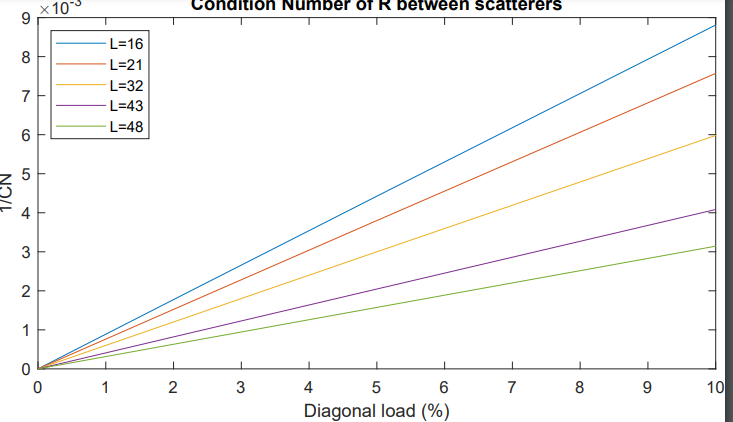 ×10⁻³
Condition Number of R between scatterers
9
8
7
6
5
4
3
2
1
0
1/CN
L=16
L=21
L=32
L=43
L=48
0 1 2 3 4 5 6 7 8 9 10
Diagonal load (%)